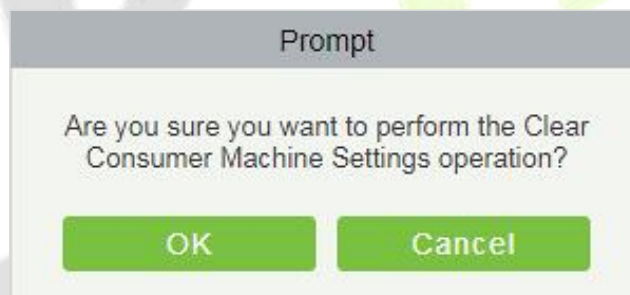 Prompt
Are you sure you want to perform the Clear
Consumer Machine Settings operation?
OK
Cancel